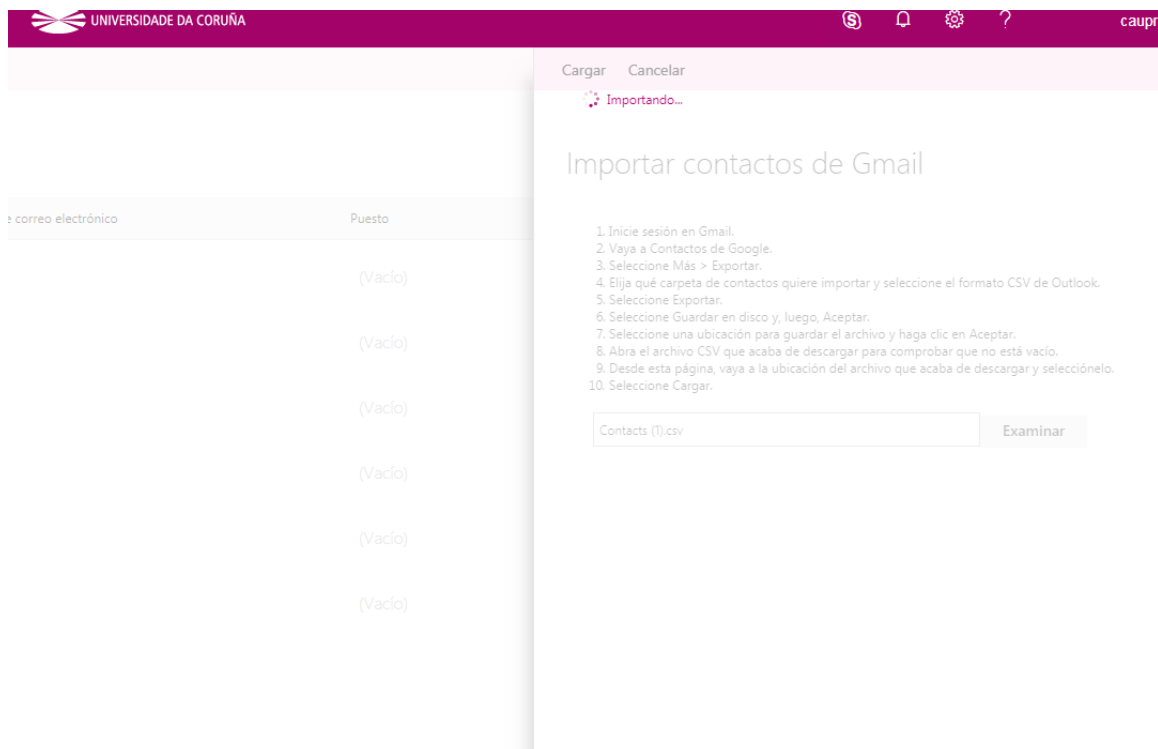 UNIVERSIDADE DA CORUÑA
? caupr
Cargar Cancelar
Importando...
Importar contactos de Gmail
e correo electrónico Puesto
1. Inicie sesión en Gmail.
2. Vaya a Contactos de Google.
3. Seleccione Más > Exportar.
4. Elija qué carpeta de contactos quiere importar y seleccione el formato CSV de Outlook.
5. Seleccione Exportar.
6. Seleccione Guardar en disco y, luego, Aceptar.
7. Seleccione una ubicación para guardar el archivo y haga clic en Aceptar.
8. Abra el archivo CSV que acaba de descargar para comprobar que no está vacío.
9. Desde esta página, vaya a la ubicación del archivo que acaba de descargar y selecciónelo.
10. Seleccione Cargar.
Contacts (1).csv Examinar
(Vacío)
(Vacío)
(Vacío)
(Vacío)
(Vacío)
(Vacío)